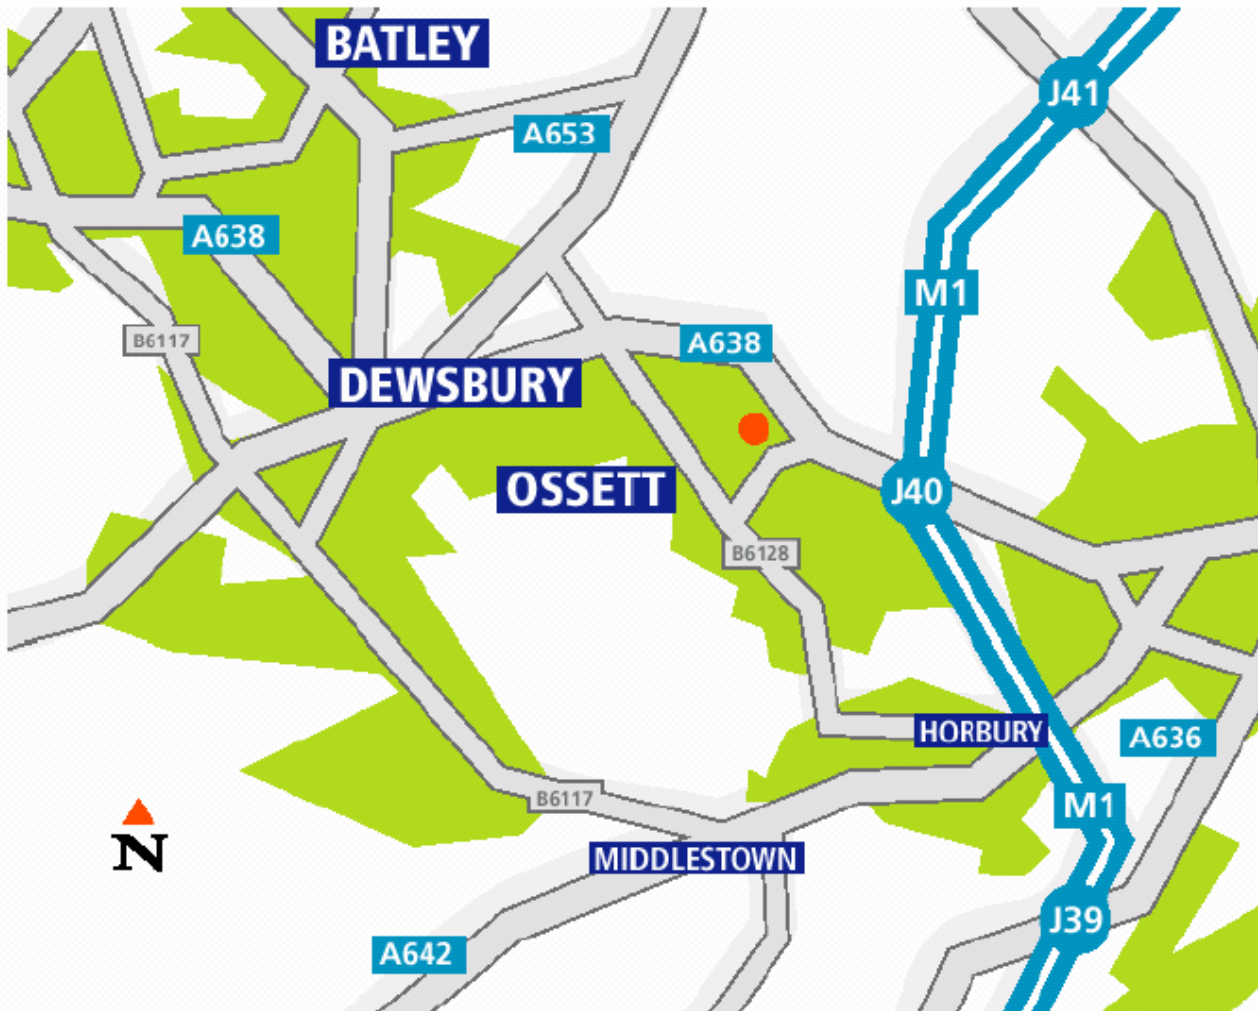 BATLEY
J41
A653
A638
M1
B6117
A638
DEWSBURY
OSSETT
J40
B6128
HORBURY
A636
B6117
M1
N
MIDDLESTOWN
J39
A642